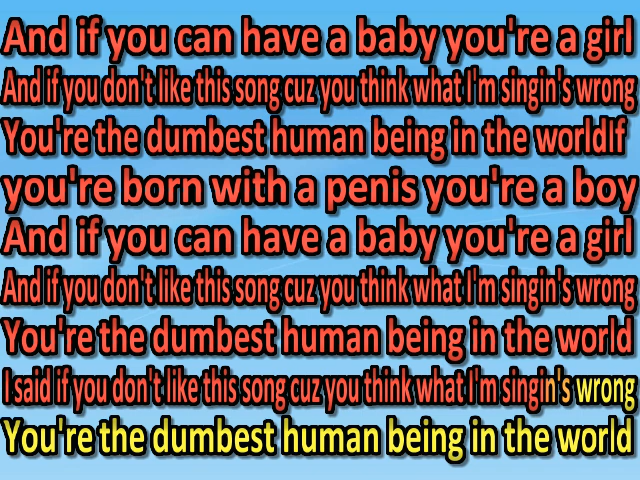 And if you can have a baby you're a girl
And if you don't like this song cuz you think what I'm singin's wrong
You're the dumbest human being in the worldIf
you're born with a penis you're a boy
And if you can have a baby you're a girl
And if you don't like this song cuz you think what I'm singin's wrong
You're the dumbest human being in the world
I said if you don't like this song cuz you think what I'm singin's wrong
You're the dumbest human being in the world